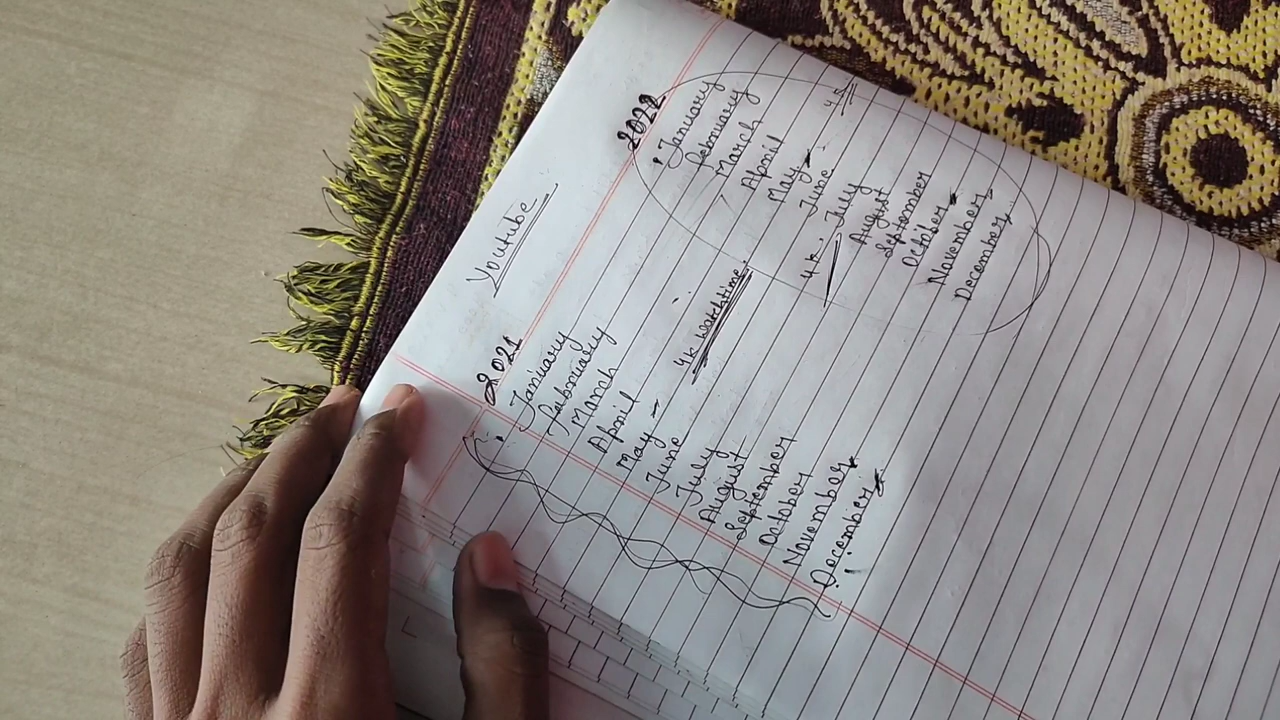 Youtube
2021
January
February
March
April
May
June
July
August
September
October
November
December
4k watchtime.
2022
January
February
March
April
May
June
July
August
September
October
November
December
4k.